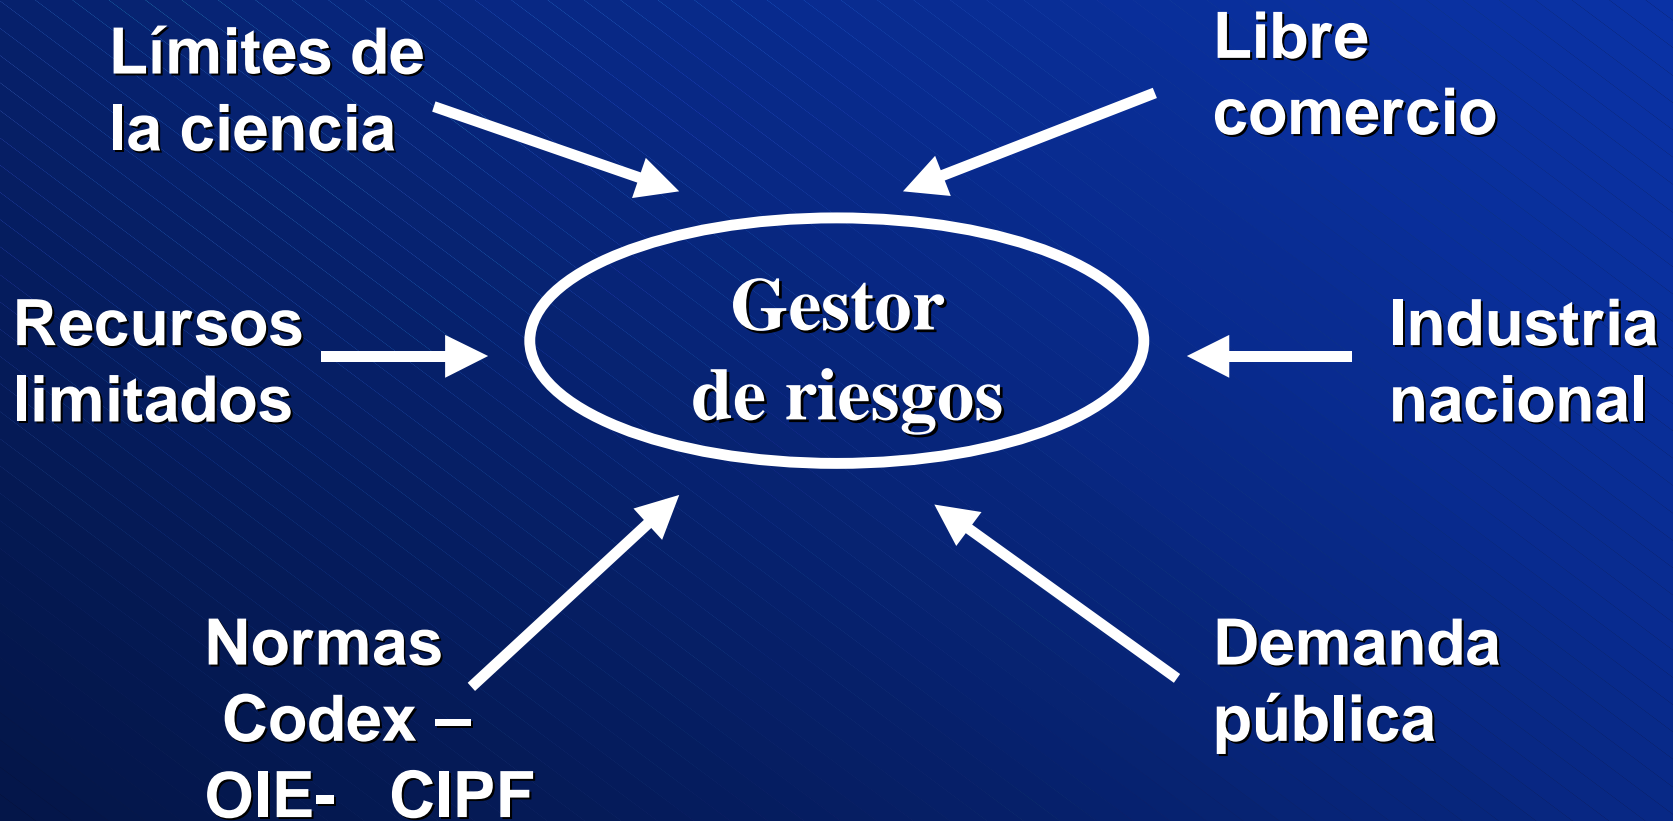 Límites de
la ciencia
Libre
comercio
Gestor
de riesgos
Recursos
limitados
Industria
nacional
Normas
Codex –
OIE- CIPF
Demanda
pública